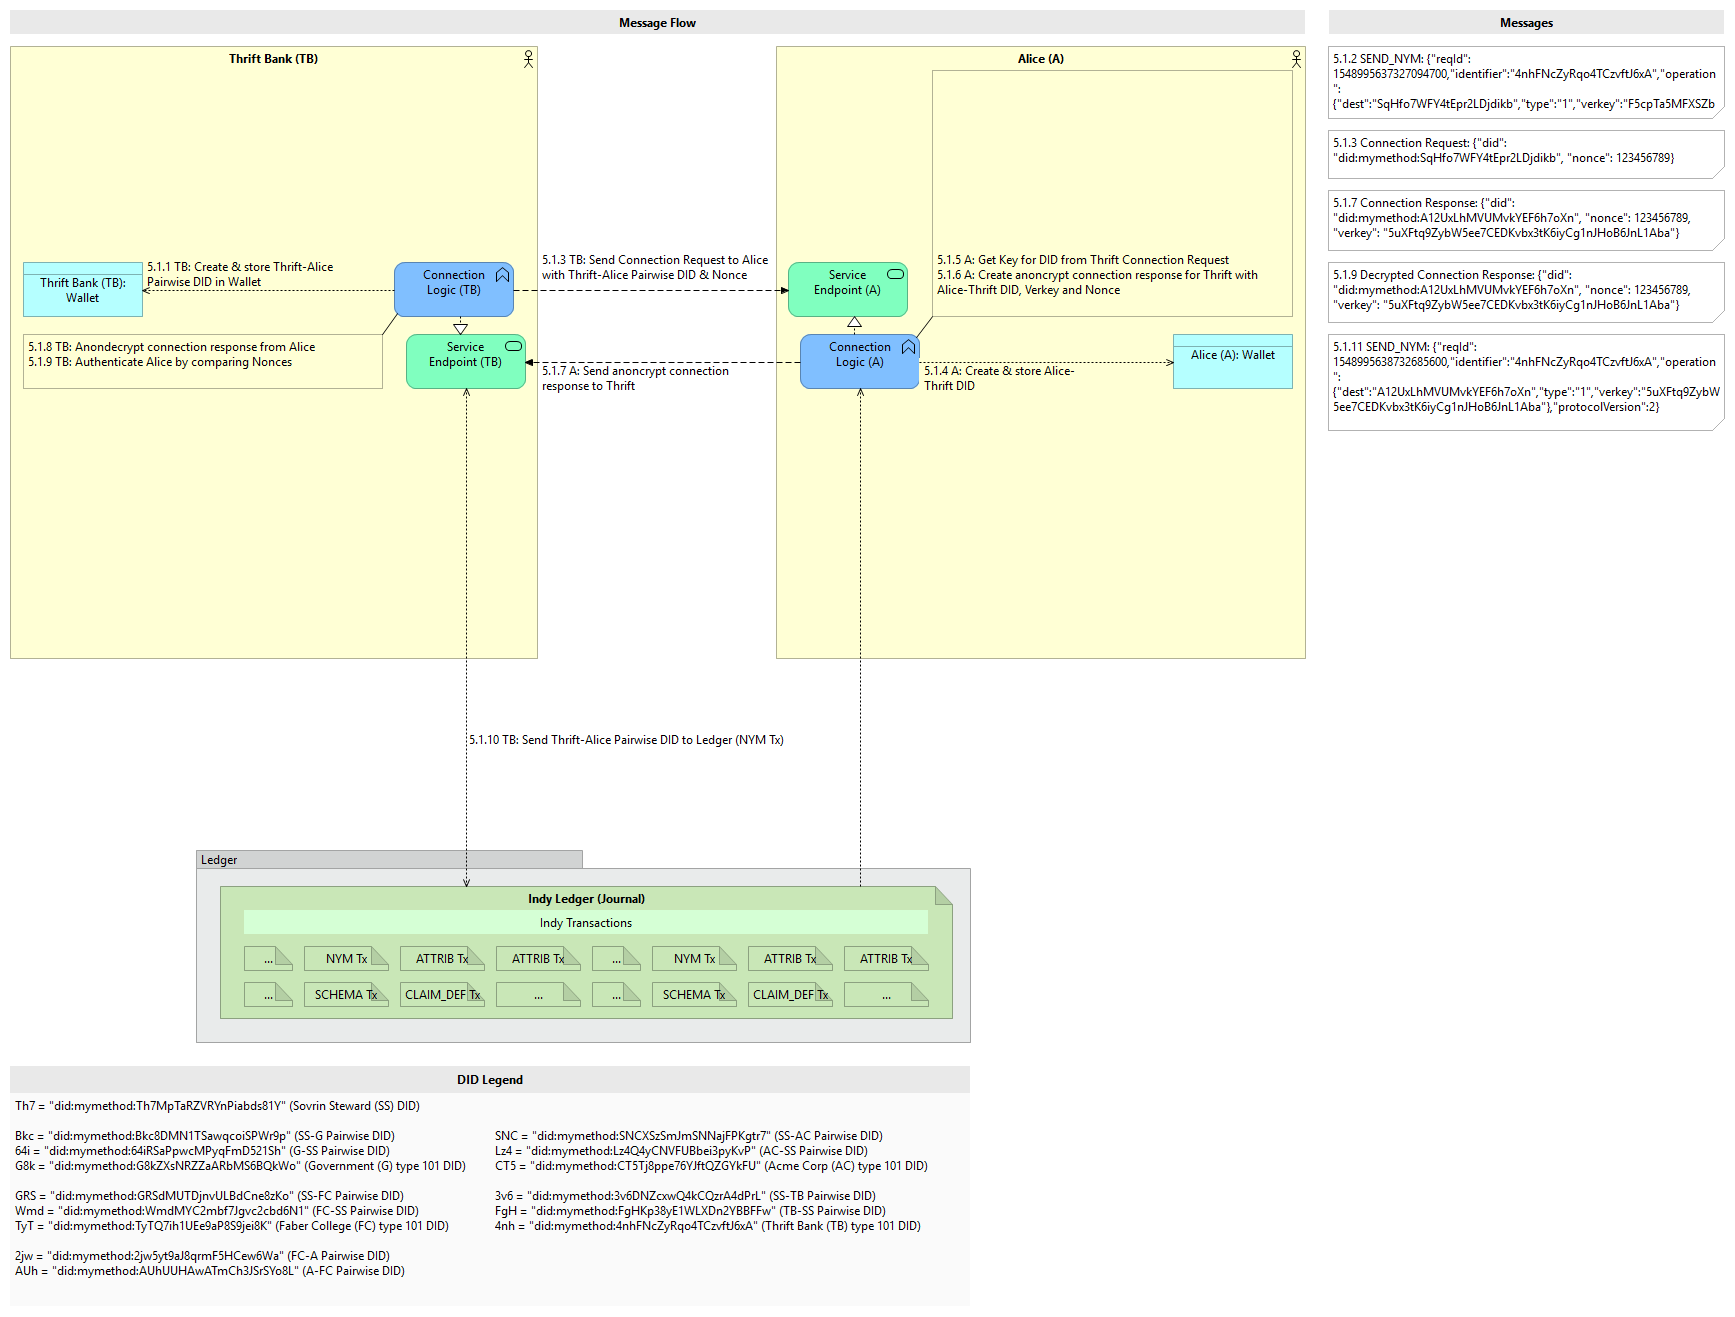 Message Flow
Thrift Bank (TB)
5.1.1 TB: Create & store Thrift-Alice
Pairwise DID in Wallet
Thrift Bank (TB):
Wallet
Connection
Logic (TB)
5.1.8 TB: Anondecrypt connection response from Alice
5.1.9 TB: Authenticate Alice by comparing Nonces
Service
Endpoint (TB)
5.1.3 TB: Send Connection Request to Alice
with Thrift-Alice Pairwise DID & Nonce
5.1.7 A: Send anoncrypt connection
response to Thrift
Alice (A)
Service
Endpoint (A)
5.1.5 A: Get Key for DID from Thrift Connection Request
5.1.6 A: Create anoncrypt connection response for Thrift with
Alice-Thrift DID, Verkey and Nonce
Connection
Logic (A)
5.1.4 A: Create & store Alice-
Thrift DID
Alice (A): Wallet
5.1.10 TB: Send Thrift-Alice Pairwise DID to Ledger (NYM Tx)
Messages
5.1.2 SEND_NYM: {"reqId":
1548995637327094700,"identifier":"4nhFNcZyRqo4TCzvftJ6xA","operation
":
{"dest":"SqHfo7WFY4tEpr2LDjdikb","type":"1","verkey":"F5cpTa5MFXSZb
5.1.3 Connection Request: {"did":
"did:mymethod:SqHfo7WFY4tEpr2LDjdikb", "nonce": 123456789}
5.1.7 Connection Response: {"did":
"did:mymethod:A12UxLhMVUMvkYEF6h7oXn", "nonce": 123456789,
"verkey": "5uXFtq9ZybW5ee7CEDKvbx3tK6iyCg1nJHoB6JnL1Aba"}
5.1.9 Decrypted Connection Response: {"did":
"did:mymethod:A12UxLhMVUMvkYEF6h7oXn", "nonce": 123456789,
"verkey": "5uXFtq9ZybW5ee7CEDKvbx3tK6iyCg1nJHoB6JnL1Aba"}
5.1.11 SEND_NYM: {"reqId":
1548995638732685600,"identifier":"4nhFNcZyRqo4TCzvftJ6xA","operation
":
{"dest":"A12UxLhMVUMvkYEF6h7oXn","type":"1","verkey":"5uXFtq9ZybW
5ee7CEDKvbx3tK6iyCg1nJHoB6JnL1Aba"},"protocolVersion":2}
Ledger
Indy Ledger (Journal)
Indy Transactions
... NYM Tx ATTRIB Tx ATTRIB Tx ... NYM Tx ATTRIB Tx ATTRIB Tx
... SCHEMA Tx CLAIM_DEF Tx ... ... SCHEMA Tx CLAIM_DEF Tx ...
DID Legend
Th7 = "did:mymethod:Th7MpTaRZVRYnPiabds81Y" (Sovrin Steward (SS) DID)
Bkc = "did:mymethod:Bkc8DMN1TSawqcoiSPWr9p" (SS-G Pairwise DID)
64i = "did:mymethod:64iRSaPpwcMPyqFmD521Sh" (G-SS Pairwise DID)
G8k = "did:mymethod:G8kZXsNRZZaARbMS6BQkWo" (Government (G) type 101 DID)
GRS = "did:mymethod:GRSdMUTDjnvULBdCne8zKo" (SS-FC Pairwise DID)
Wmd = "did:mymethod:WmdMYC2mbf7Jgvc2cbd6N1" (FC-SS Pairwise DID)
TyT = "did:mymethod:TyTQ7ih1UEe9aP8S9jei8K" (Faber College (FC) type 101 DID)
2jw = "did:mymethod:2jw5yt9aJ8qrmF5HCew6Wa" (FC-A Pairwise DID)
AUh = "did:mymethod:AUhUUHAwATmCh3JSrSYo8L" (A-FC Pairwise DID)
SNC = "did:mymethod:SNCXSzSmJmSNNajFPKgtr7" (SS-AC Pairwise DID)
Lz4 = "did:mymethod:Lz4Q4yCNVFUBbei3pyKvP" (AC-SS Pairwise DID)
CT5 = "did:mymethod:CT5Tj8ppe76YJftQZGYkFU" (Acme Corp (AC) type 101 DID)
3v6 = "did:mymethod:3v6DNZcxwQ4kCQzrA4dPrL" (SS-TB Pairwise DID)
FgH = "did:mymethod:FgHKp38yE1WLXDn2YBBFFw" (TB-SS Pairwise DID)
4nh = "did:mymethod:4nhFNcZyRqo4TCzvftJ6xA" (Thrift Bank (TB) type 101 DID)